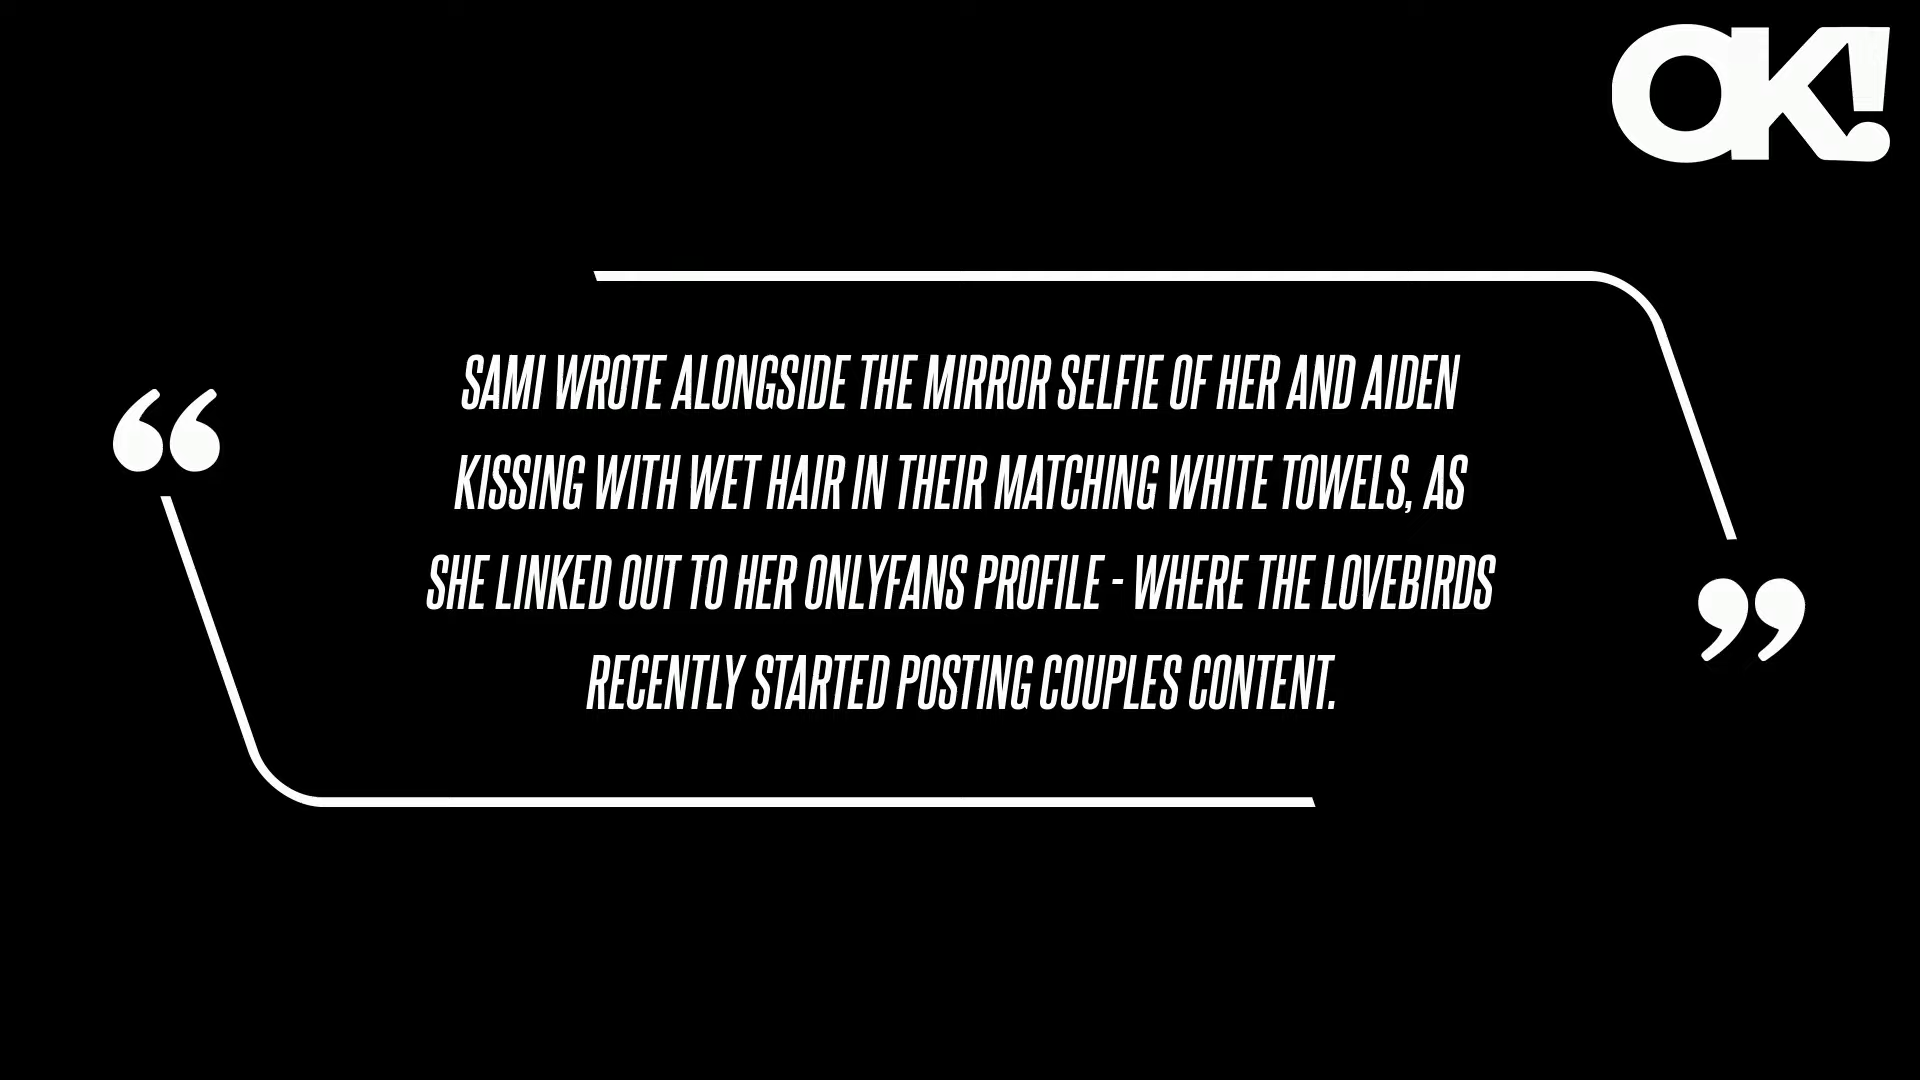 OK!
SAMI WROTE ALONGSIDE THE MIRROR SELFIE OF HER AND AIDEN
KISSING WITH WET HAIR IN THEIR MATCHING WHITE TOWELS, AS
SHE LINKED OUT TO HER ONLYFANS PROFILE - WHERE THE LOVEBIRDS
RECENTLY STARTED POSTING COUPLES CONTENT.